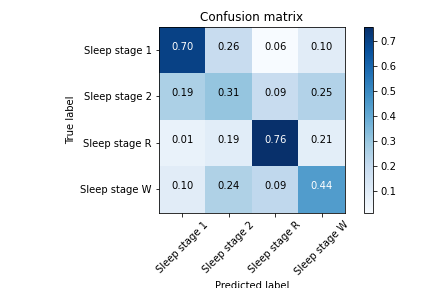 Confusion matrix
Sleep stage 1 0.70 0.26 0.06 0.10
Sleep stage 2 0.19 0.31 0.09 0.25
Sleep stage R 0.01 0.19 0.76 0.21
Sleep stage W 0.10 0.24 0.09 0.44
True label
Sleep stage 1 Sleep stage 2 Sleep stage R Sleep stage W
Predicted label
0.7
0.6
0.5
0.4
0.3
0.2
0.1